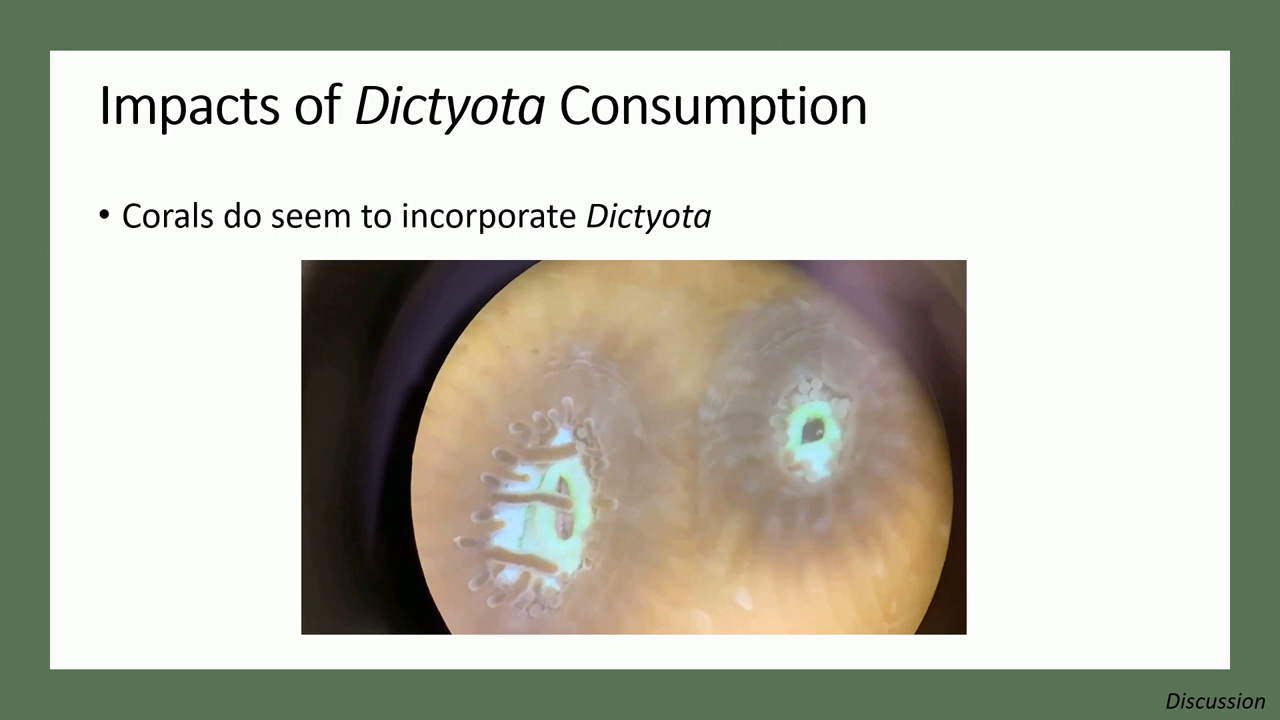 Impacts of Dictyota Consumption
• Corals do seem to incorporate Dictyota
Discussion